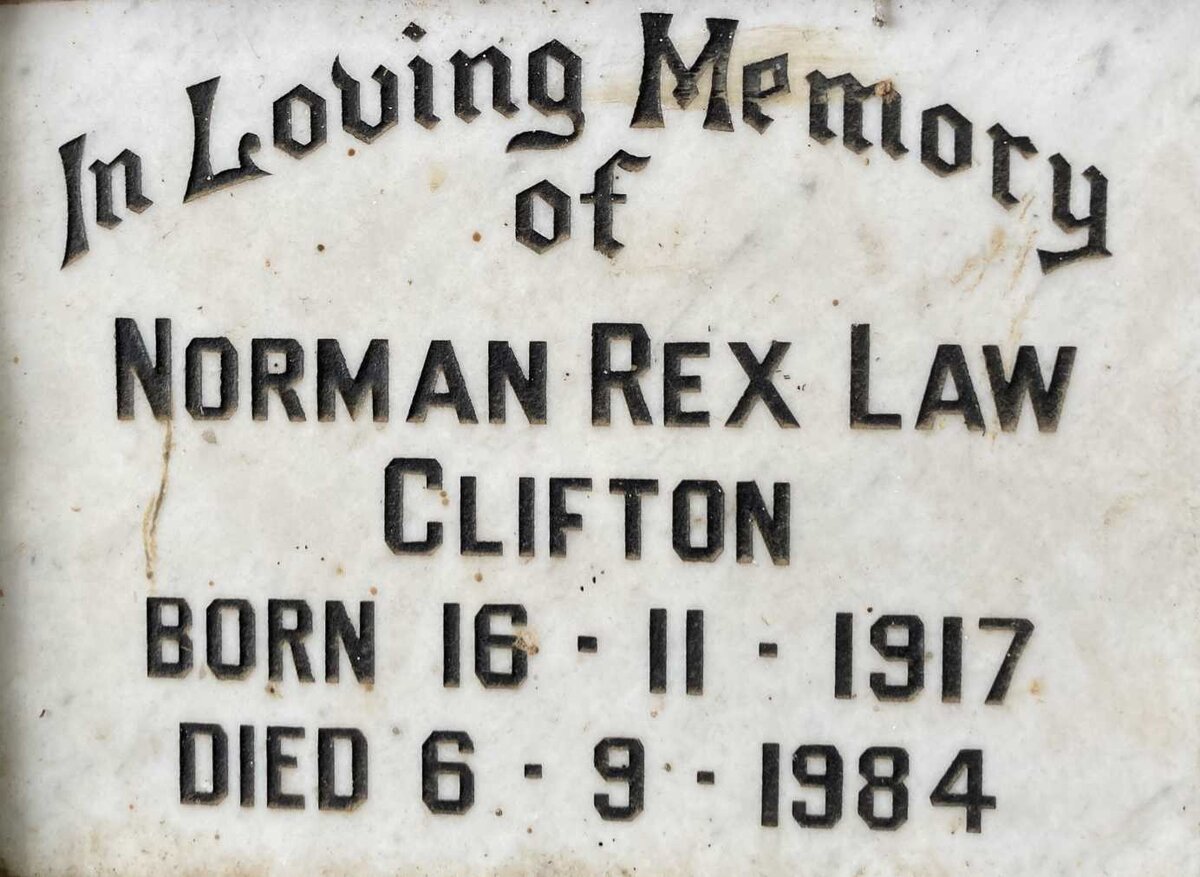 In Loving Memory
of
NORMAN REX LAW
CLIFTON
BORN 16 - 11 - 1917
DIED 6 - 9 - 1984